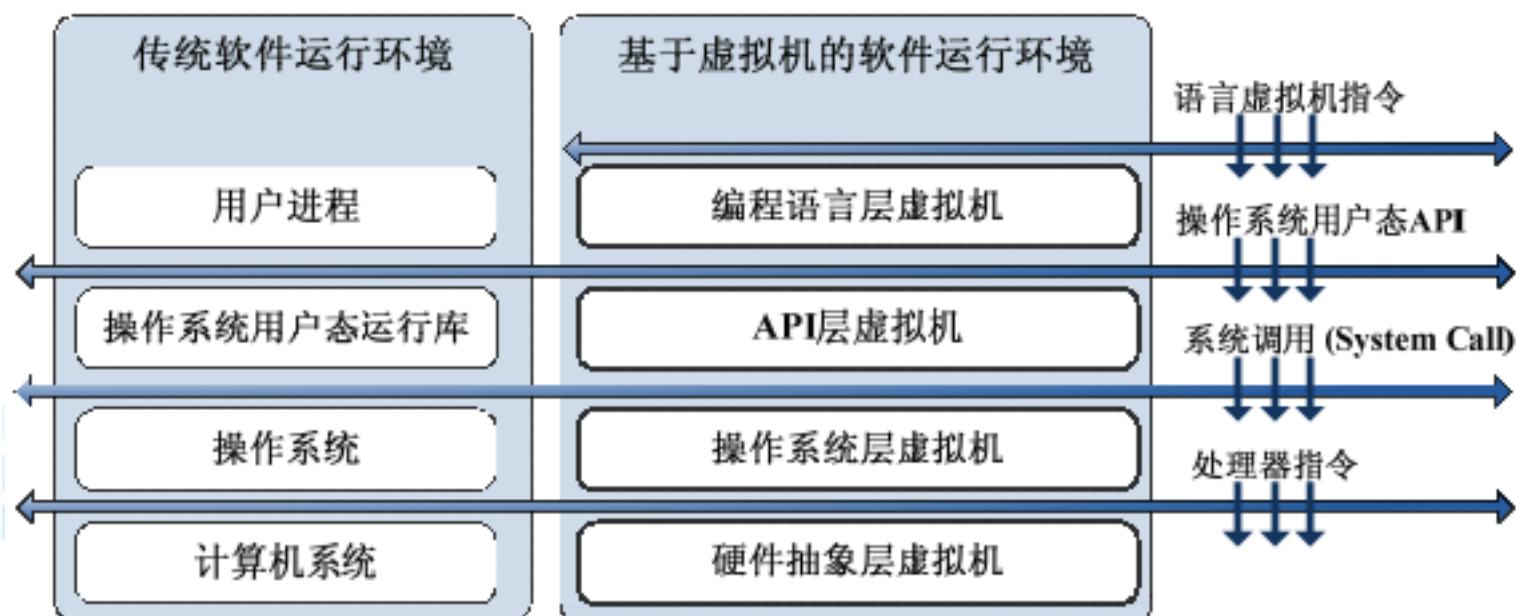 传统软件运行环境
基于虚拟机的软件运行环境
语言虚拟机指令
用户进程
编程语言层虚拟机
操作系统用户态API
操作系统用户态运行库
API层虚拟机
系统调用 (System Call)
操作系统
操作系统层虚拟机
处理器指令
计算机系统
硬件抽象层虚拟机